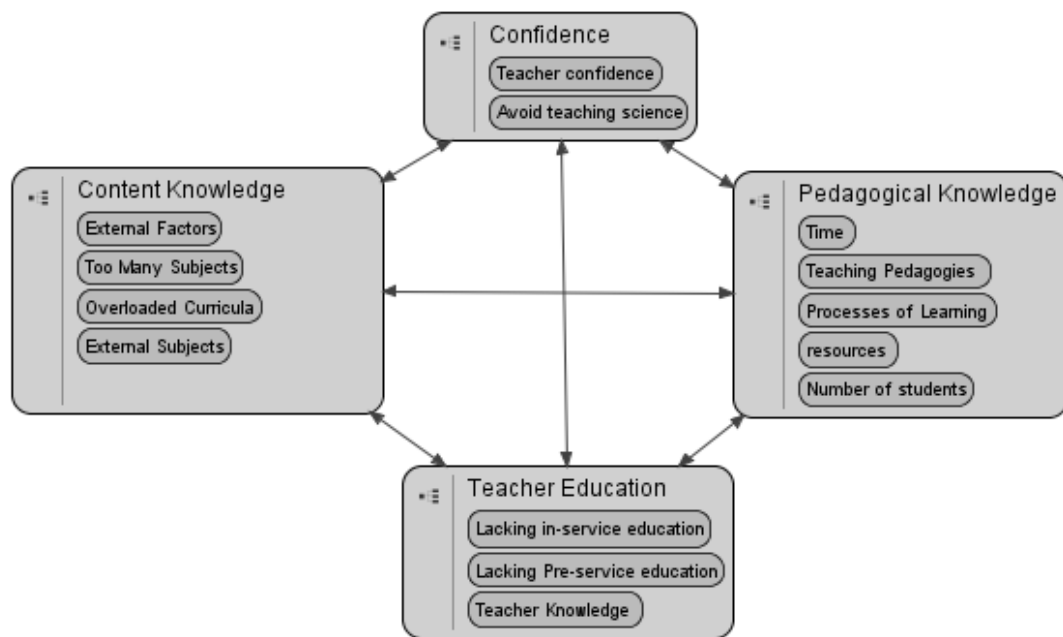 Confidence
Teacher confidence
Avoid teaching science
Content Knowledge
External Factors
Too Many Subjects
Overloaded Curricula
External Subjects
Pedagogical Knowledge
Time
Teaching Pedagogies
Processes of Learning
resources
Number of students
Teacher Education
Lacking in-service education
Lacking Pre-service education
Teacher Knowledge